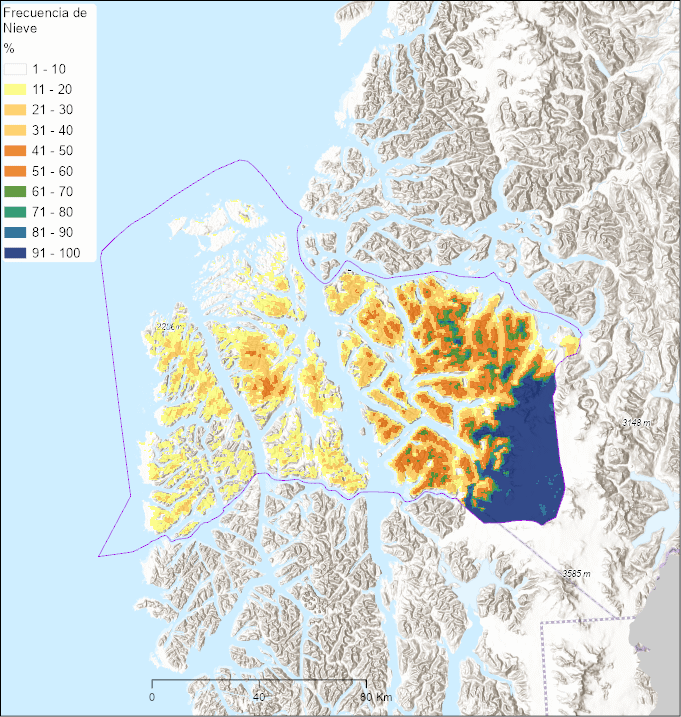 Frecuencia de
Nieve
%
1 - 10
11 - 20
21 - 30
31 - 40
41 - 50
51 - 60
61 - 70
71 - 80
81 - 90
91 - 100
3148 m
3585 m
0 40 80 Km